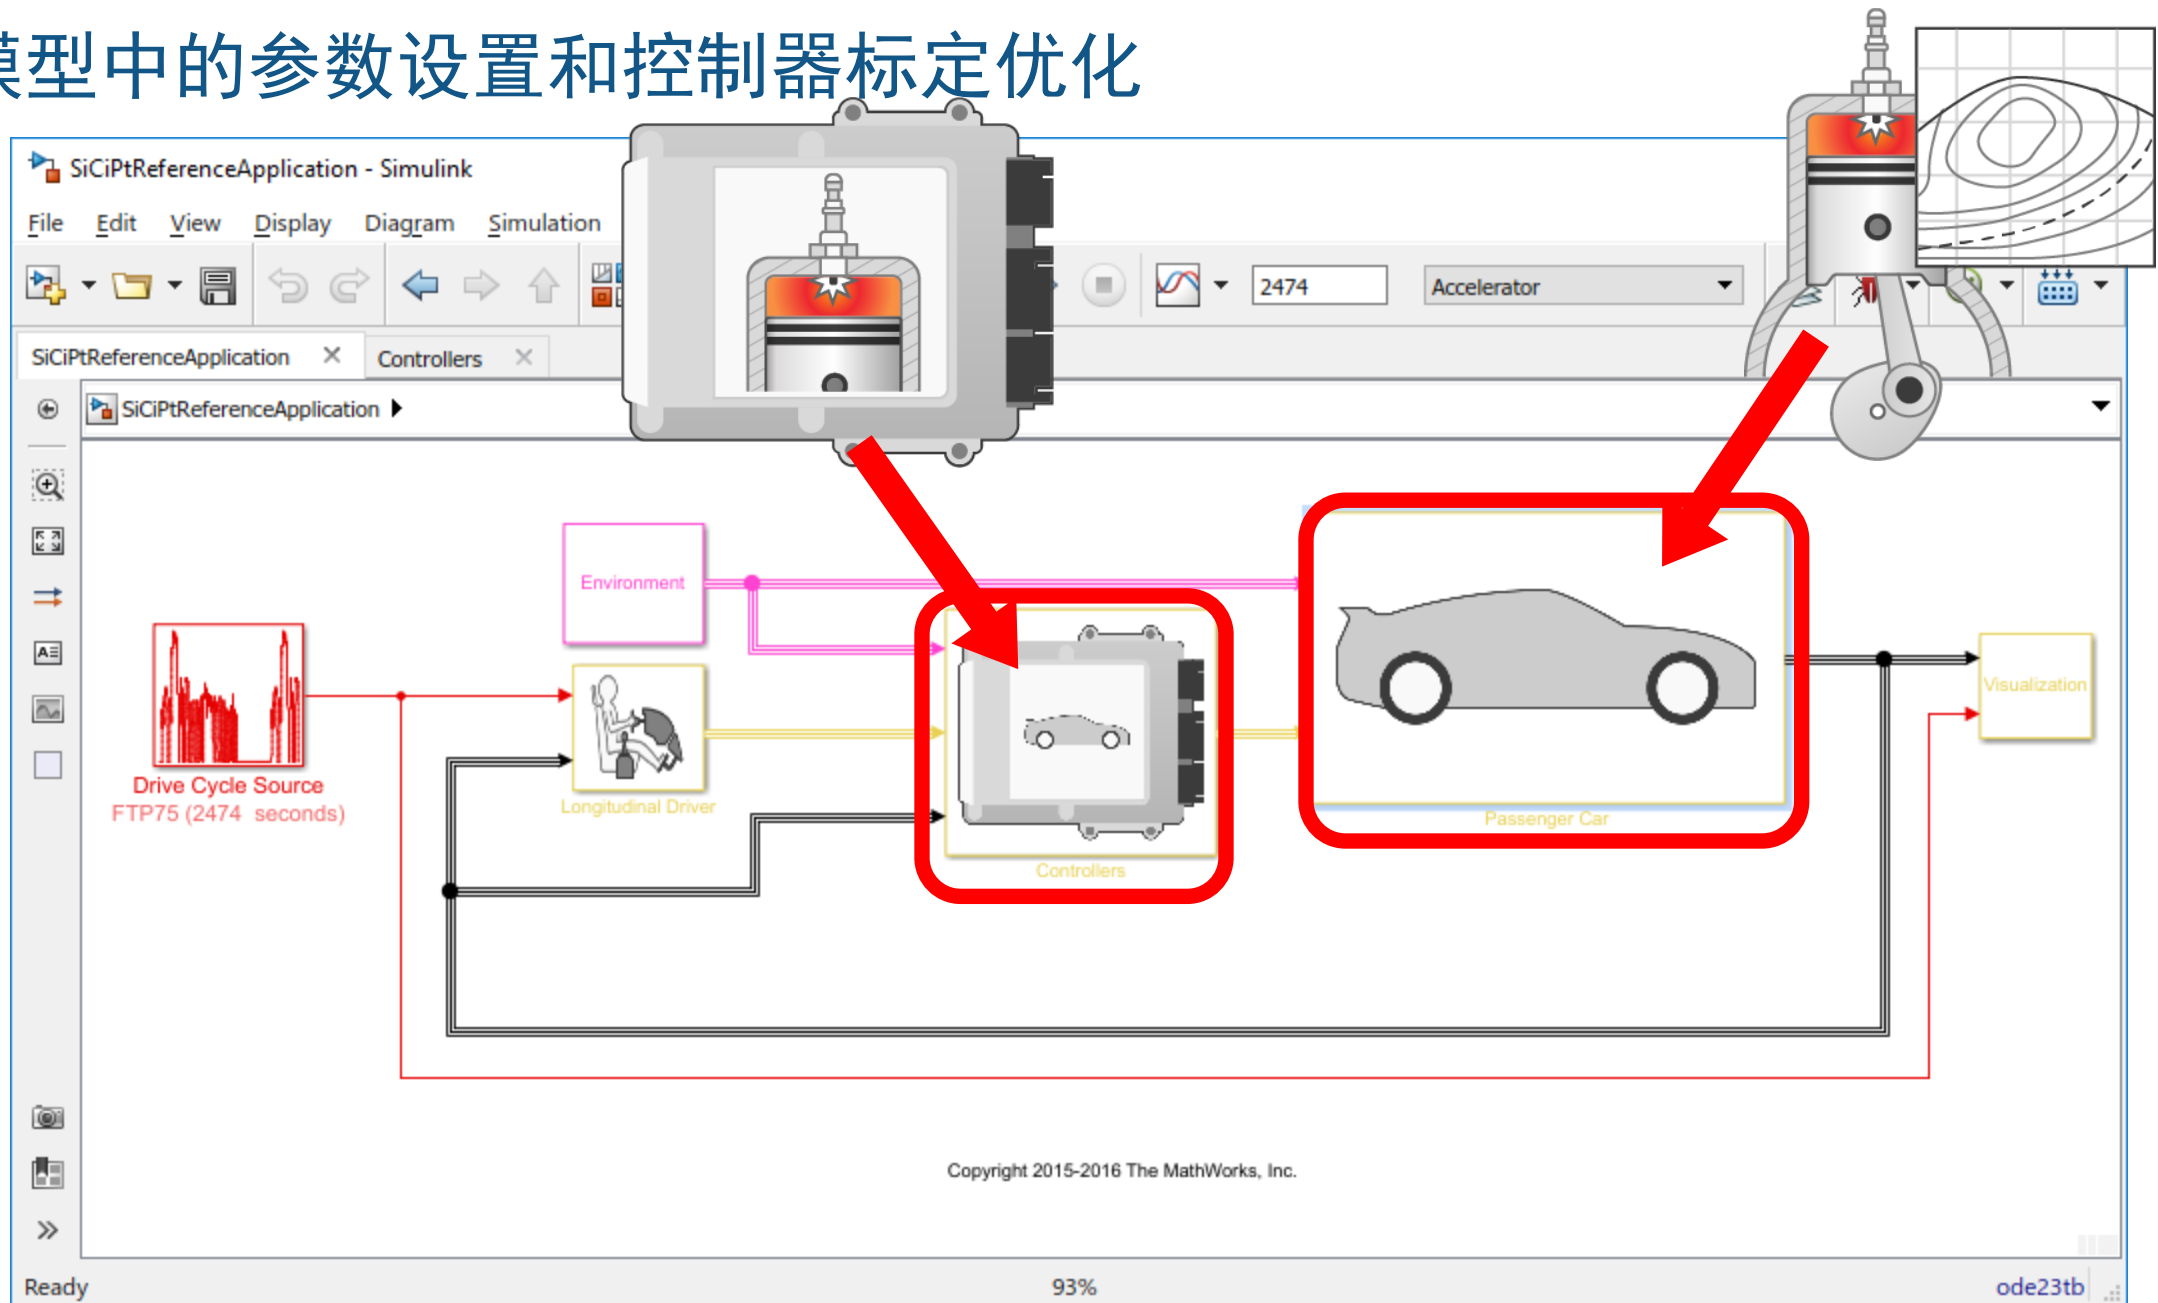 模型中的参数设置和控制器标定优化
SiCiPtReferenceApplication - Simulink
File Edit View Display Diagram Simulation
2474 Accelerator
SiCiPtReferenceApplication Controllers
SiCiPtReferenceApplication
Environment
Drive Cycle Source
FTP75 (2474 seconds)
Longitudinal Driver
Controllers
Passenger Car
Visualization
Copyright 2015-2016 The MathWorks, Inc.
Ready 93% ode23tb